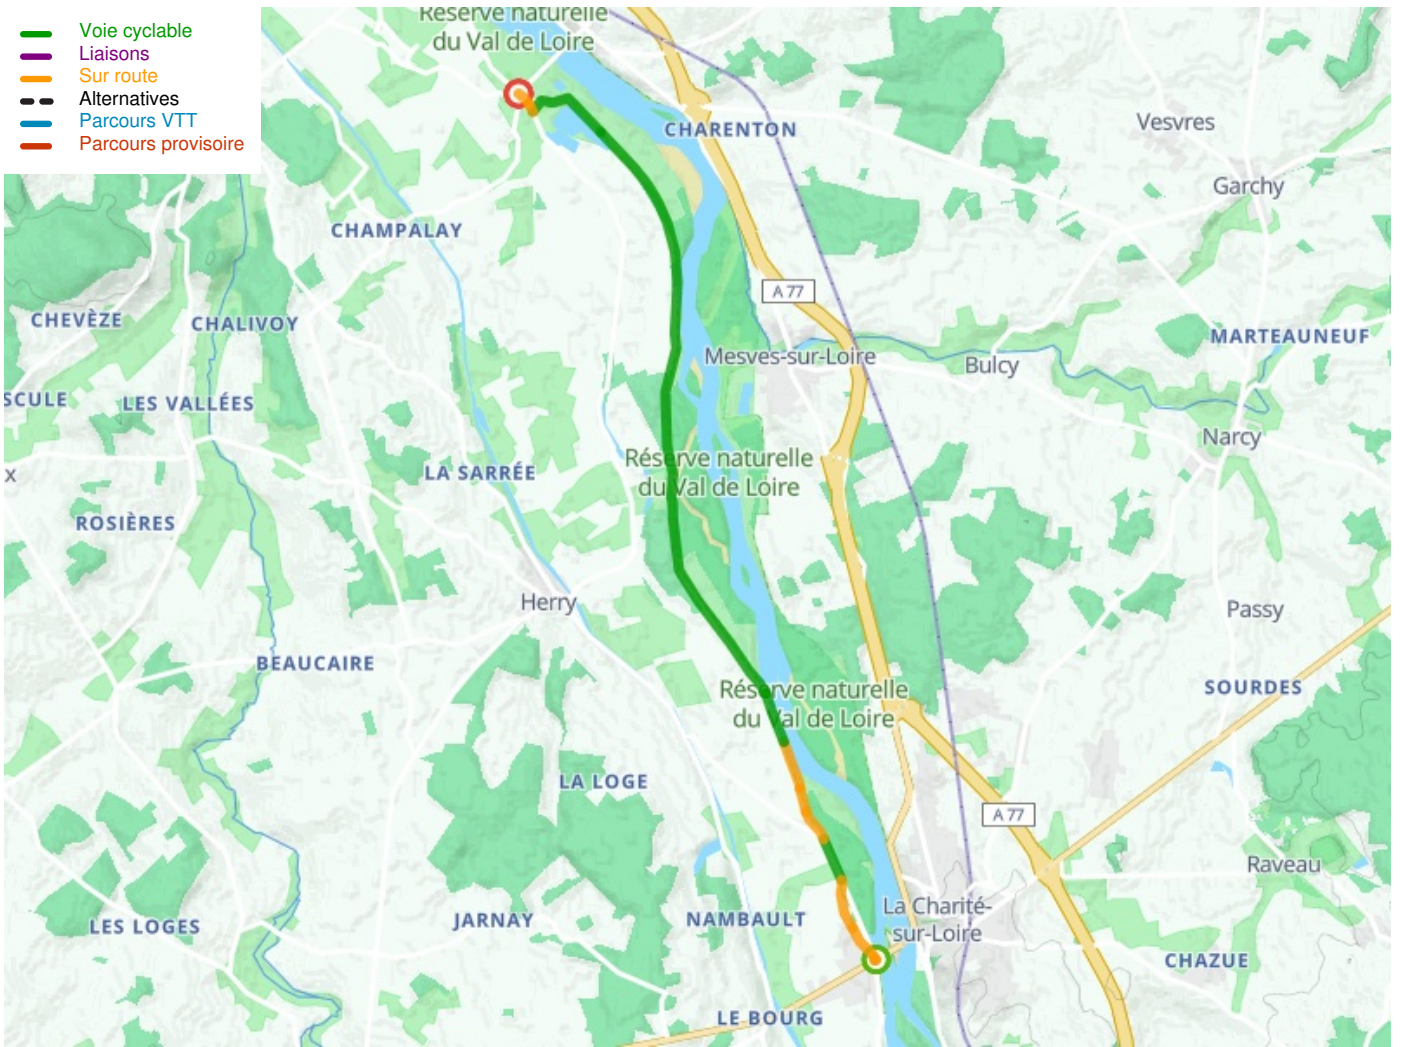 Voie cyclable
Liaisons
Sur route
Alternatives
Parcours VTT
Parcours provisoire
Réserve naturelle
du Val de Loire
CHARENTON
Vesvres
Garchy
CHAMPALAY
A 77
CHEVÈZE
CHALIVOY
MARTEAUNEUF
Mesves-sur-Loire
Bulcy
SCULE
LES VALLÉES
Narcy
Réserve naturelle
du Val de Loire
LA SARRÉE
x
ROSIÈRES
Herry
Passy
BEAUCAIRE
SOURDES
Réserve naturelle
du Val de Loire
LA LOGE
A 77
Raveau
La Charité-
sur-Loire
LES LOGES
JARNAY
NAMBAULT
CHAZUE
LE BOURG